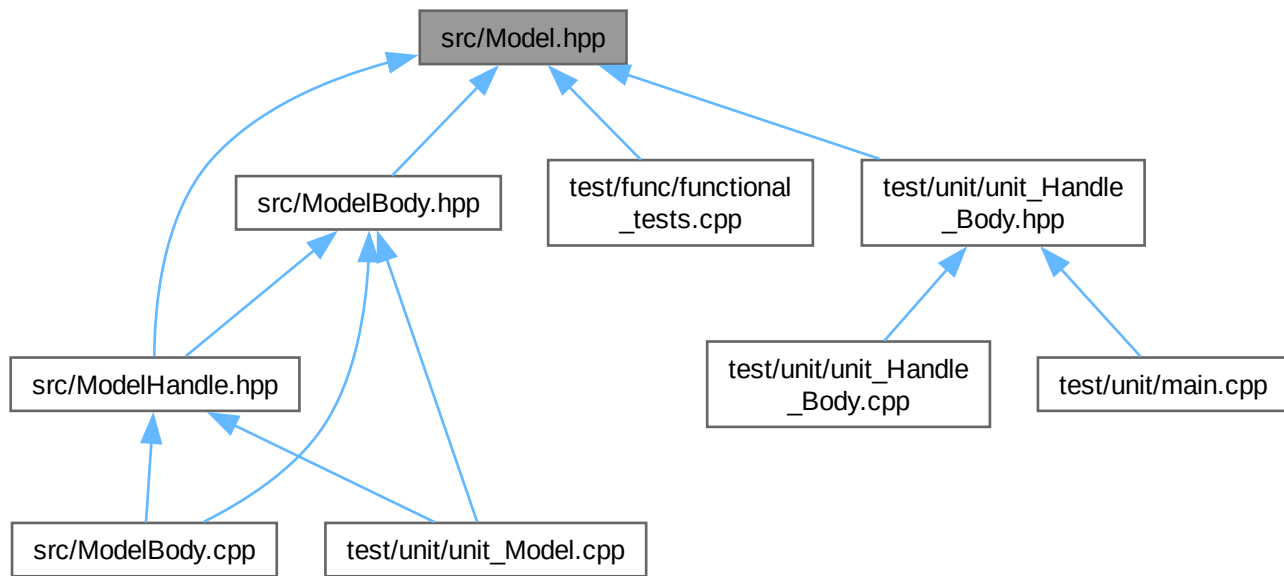 src/Model.hpp
src/ModelBody.hpp
test/func/functional
_tests.cpp
test/unit/unit_Handle
_Body.hpp
src/ModelHandle.hpp
test/unit/unit_Handle
_Body.cpp
test/unit/main.cpp
src/ModelBody.cpp
test/unit/unit_Model.cpp